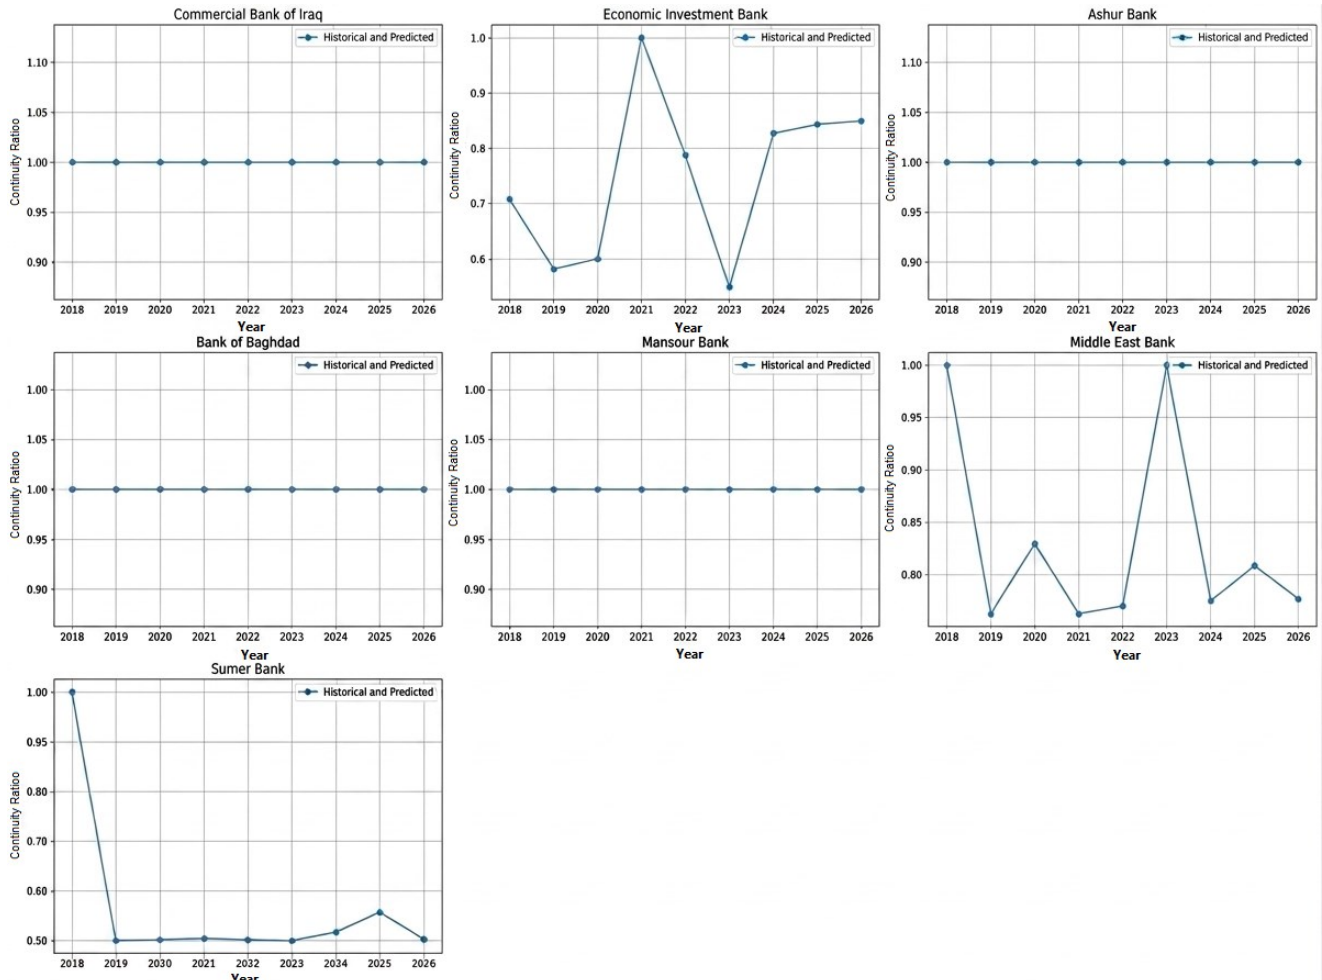 Commercial Bank of Iraq
Historical and Predicted
1.10
1.05
1.00
0.95
0.90
Continuity Ratioo
2018 2019 2020 2021 2022 2023 2024 2025 2026
Year
Economic Investment Bank
Historical and Predicted
1.0
0.9
0.8
0.7
0.6
Continuity Ratioo
2018 2019 2020 2021 2022 2023 2024 2025 2026
Year
Ashur Bank
Historical and Predicted
1.10
1.05
1.00
0.95
0.90
Continuity Ratioo
2018 2019 2020 2021 2022 2023 2024 2025 2026
Bank of Baghdad
Historical and Predicted
1.00
1.05
1.00
0.95
0.90
Continuity Ratioo
2018 2019 2020 2021 2022 2023 2024 2025 2026
Year
Mansour Bank
Historical and Predicted
1.00
1.05
1.00
0.95
0.90
Continuity Ratioo
2018 2019 2020 2021 2022 2023 2024 2025 2026
Year
Middle East Bank
Historical and Predicted
1.00
0.95
0.90
0.85
0.80
Continuity Ratioo
2018 2019 2020 2021 2022 2023 2024 2025 2026
Year
Sumer Bank
Historical and Predicted
1.00
0.95
0.80
0.70
0.60
0.50
Continuity Ratioo
2018 2019 2030 2021 2032 2023 2034 2025 2026
Year